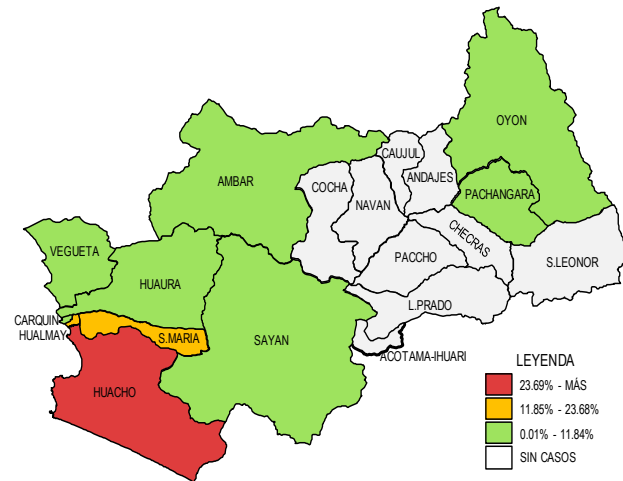 OYON
CAUJUL
ANDAJES
AMBAR
COCHA
NAVAN
PACHANGARA
CHECRAS
VEGUETA
PACCHO
S.LEONOR
HUAURA
L.PRADO
CARQUIN
HUALMAY
S.MARIA
SAYAN
ACOTAMA-IHUARI
HUACHO
LEYENDA
23.69% - MÁS
11.85% - 23.68%
0.01% - 11.84%
SIN CASOS